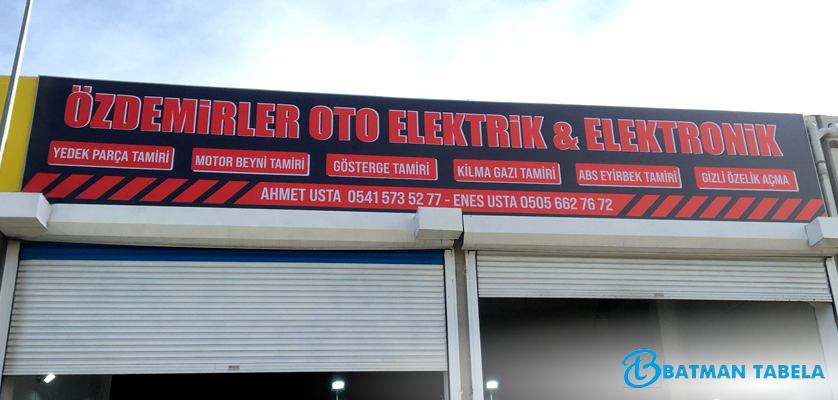 ÖZDEMİRLER OTO ELEKTRİK & ELEKTRONİK
YEDEK PARÇA TAMİRİ MOTOR BEYNİ TAMİRİ GÖSTERGE TAMİRİ KİLMA GAZI TAMİRİ ABS EYİRBEK TAMİRİ GİZLİ ÖZELİK AÇMA
AHMET USTA 0541 573 52 77 - ENES USTA 0505 662 76 72
BATMAN TABELA